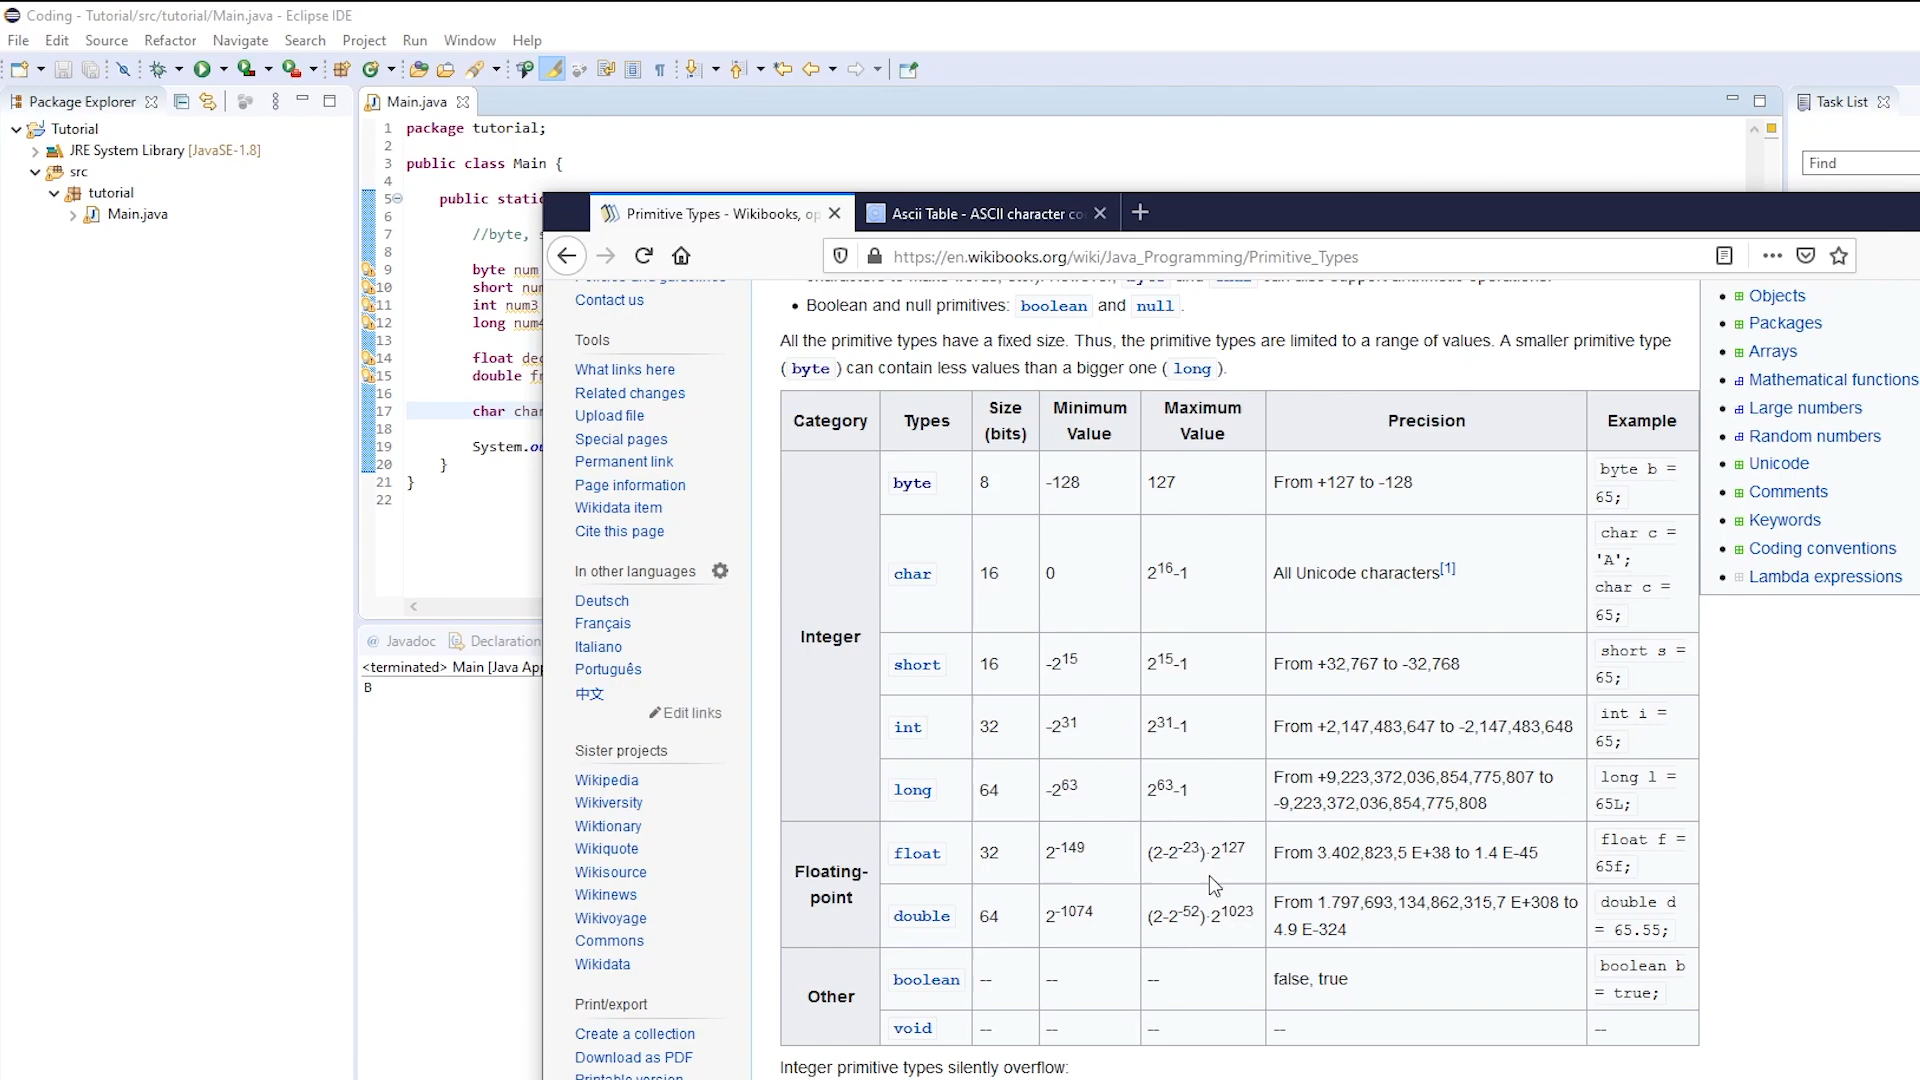 Coding - Tutorial/src/tutorial/Main.java - Eclipse IDE
File Edit Source Refactor Navigate Search Project Run Window Help
Package Explorer
Tutorial
JRE System Library [JavaSE-1.8]
src
tutorial
Main.java
Main.java
1 package tutorial;
2
3 public class Main {
4
5 public static
6
7 //byte, s
8
9 byte num
10 short num
11 int num3
12 long num4
13
14 float dec
15 double fr
16
17 char char
18
19 System.ou
20 }
21 }
22
Task List
Find
@ Javadoc Declaration
<terminated> Main [Java App
B
Primitive Types - Wikibooks, op
Ascii Table - ASCII character co
https://en.wikibooks.org/wiki/Java_Programming/Primitive_Types
Contact us
Tools
What links here
Related changes
Upload file
Special pages
Permanent link
Page information
Wikidata item
Cite this page
In other languages
Deutsch
Français
Italiano
Português
中文
Edit links
Sister projects
Wikipedia
Wikiversity
Wiktionary
Wikiquote
Wikisource
Wikinews
Wikivoyage
Commons
Wikidata
Print/export
Create a collection
Download as PDF
Printable version
• Boolean and null primitives: boolean and null .
All the primitive types have a fixed size. Thus, the primitive types are limited to a range of values. A smaller primitive type
( byte ) can contain less values than a bigger one ( long ).
Category Types Size (bits) Minimum Value Maximum Value Precision Example
Integer
byte 8 -128 127 From +127 to -128 byte b = 65;
char 16 0 2^16-1 All Unicode characters[1] char c = 'A'; char c = 65;
short 16 -2^15 2^15-1 From +32,767 to -32,768 short s = 65;
int 32 -2^31 2^31-1 From +2,147,483,647 to -2,147,483,648 int i = 65;
long 64 -2^63 2^63-1 From +9,223,372,036,854,775,807 to -9,223,372,036,854,775,808 long l = 65L;
Floating-point
float 32 2^-149 (2-2^-23)·2^127 From 3.402,823,5 E+38 to 1.4 E-45 float f = 65f;
double 64 2^-1074 (2-2^-52)·2^1023 From 1.797,693,134,862,315,7 E+308 to 4.9 E-324 double d = 65.55;
Other
boolean -- -- -- false, true boolean b = true;
void -- -- -- -- --
Integer primitive types silently overflow:
Objects
Packages
Arrays
Mathematical functions
Large numbers
Random numbers
Unicode
Comments
Keywords
Coding conventions
Lambda expressions